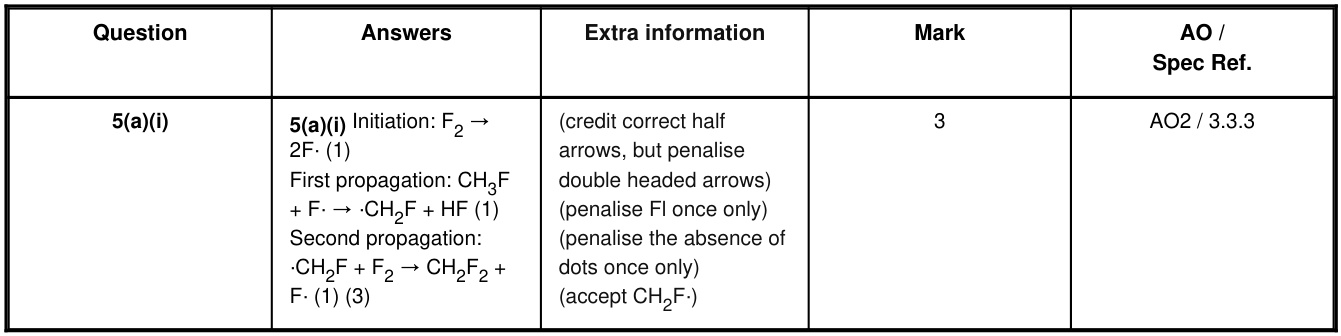 Question Answers Extra information Mark AO /
Spec Ref.
5(a)(i)
5(a)(i) Initiation: F₂ →
2F· (1)
First propagation: CH₃F
+ F· → ·CH₂F + HF (1)
Second propagation:
·CH₂F + F₂ → CH₂F₂ +
F· (1) (3)
(credit correct half
arrows, but penalise
double headed arrows)
(penalise Fl once only)
(penalise the absence of
dots once only)
(accept CH₂F·)
3
AO2 / 3.3.3